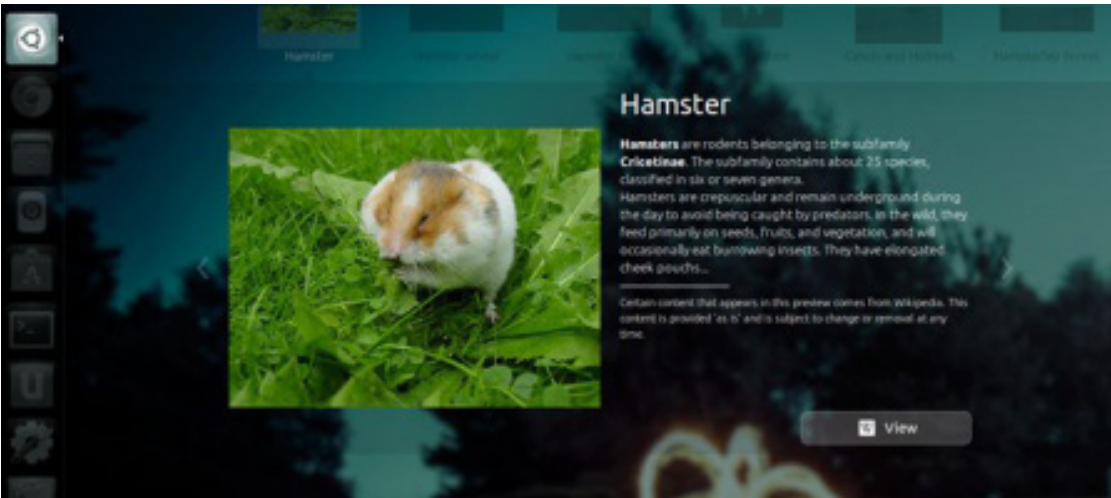 Hamster
Hamster
Hamsters are rodents belonging to the subfamily
Cricetinae. The subfamily contains about 25 species,
classified in six or seven genera.
Hamsters are crepuscular and remain underground during
the day to avoid being caught by predators. In the wild, they
feed primarily on seeds, fruits, and vegetation, and will
occasionally eat burrowing insects. They have elongated
cheek pouchs...
Certain content that appears in this preview comes from Wikipedia. This
content is provided 'as is' and is subject to change or removal at any
time.
View